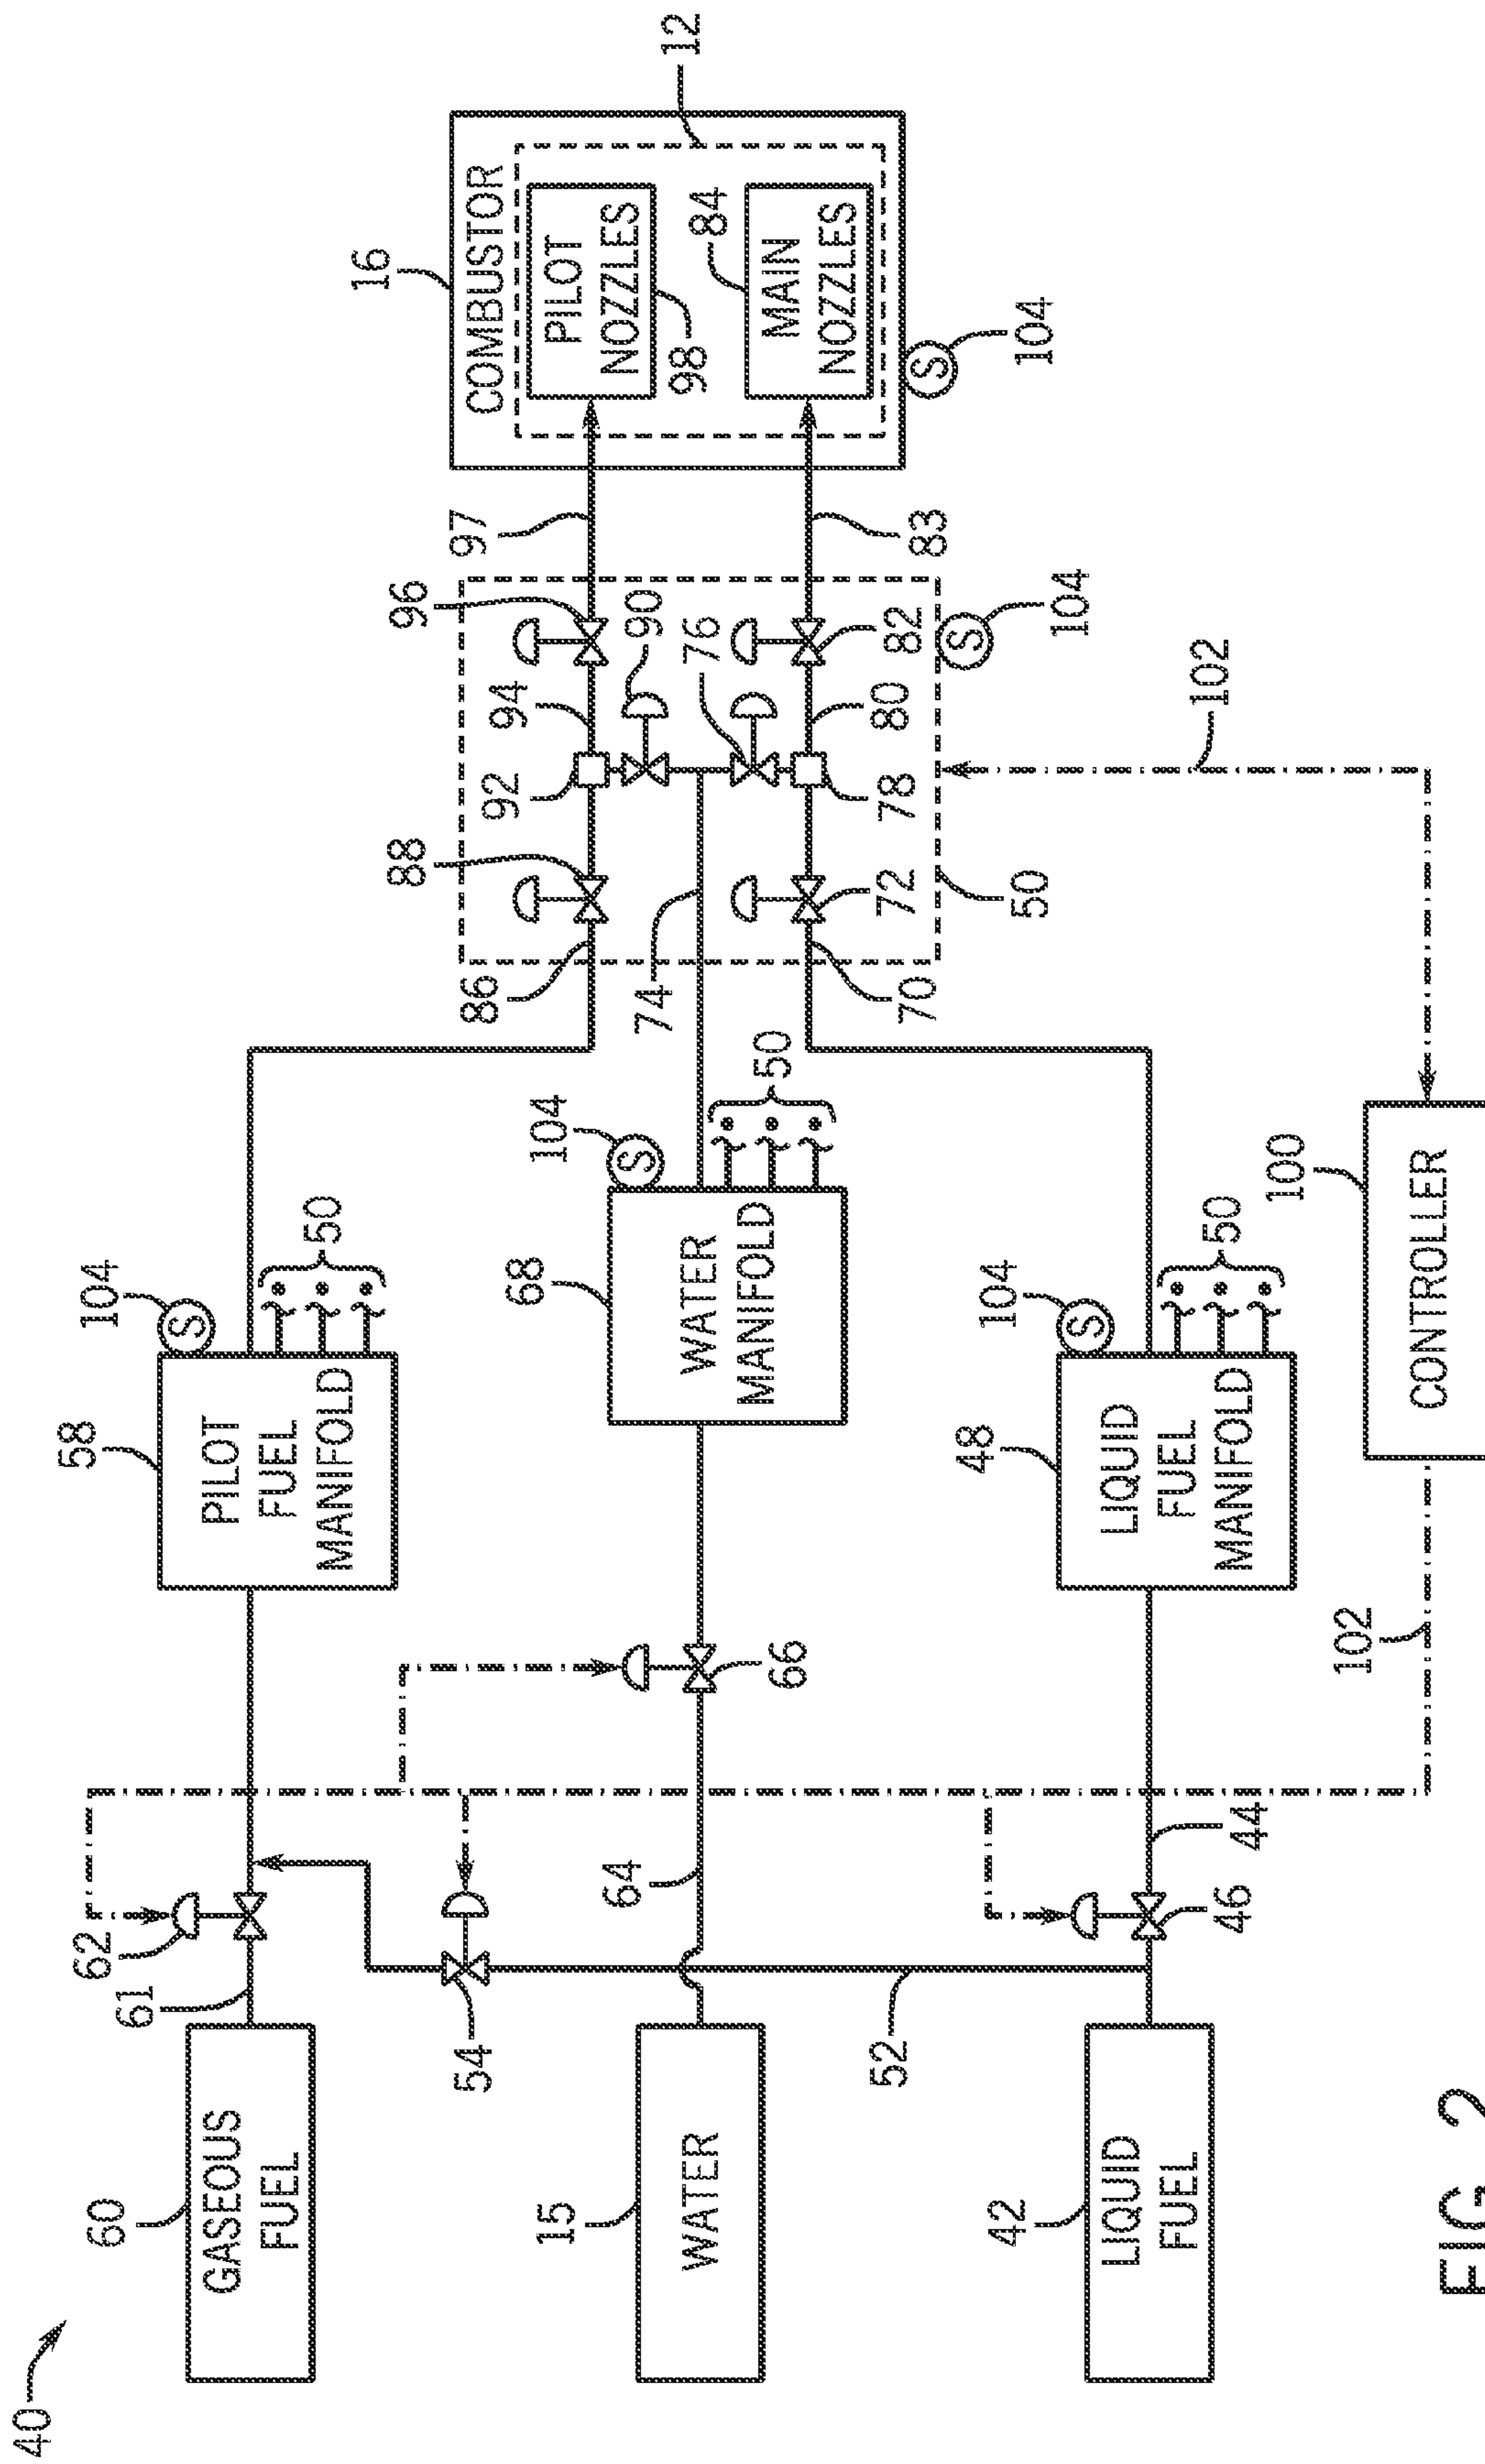 40
60
GASEOUS
FUEL
61
62
58
PILOT
FUEL
MANIFOLD
104
S
50
15
WATER
54
52
64
66
68
WATER
MANIFOLD
104
S
50
42
LIQUID
FUEL
46
44
48
LIQUID
FUEL
MANIFOLD
104
S
50
102
100
CONTROLLER
102
86
88
92
94
96
90
97
74
76
70
72
78
80
82
83
50
S
104
16
COMBUSTOR
PILOT
NOZZLES
98
84
MAIN
NOZZLES
12
S
104
FIG. 2